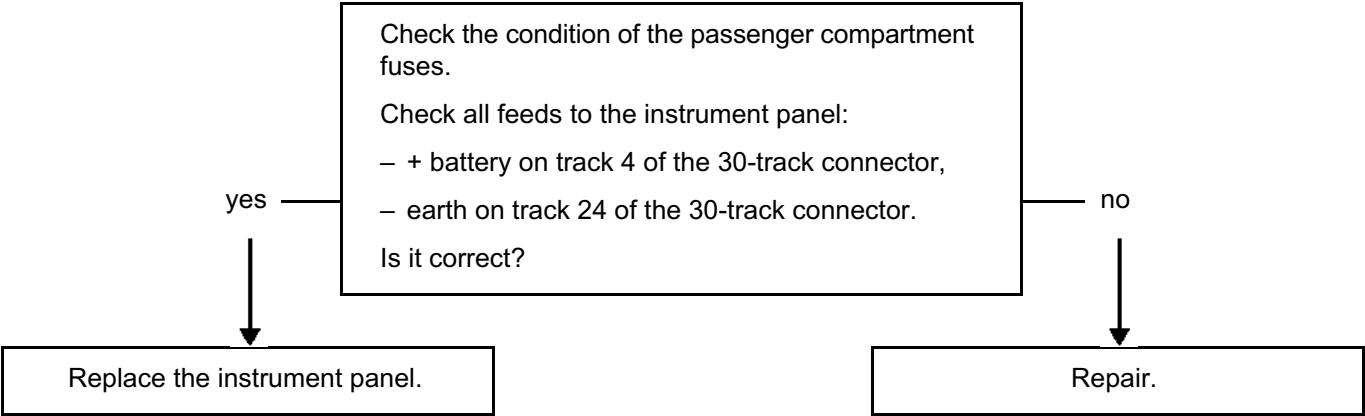 Check the condition of the passenger compartment
fuses.
Check all feeds to the instrument panel:
– + battery on track 4 of the 30-track connector,
– earth on track 24 of the 30-track connector.
Is it correct?
yes
no
Replace the instrument panel.
Repair.